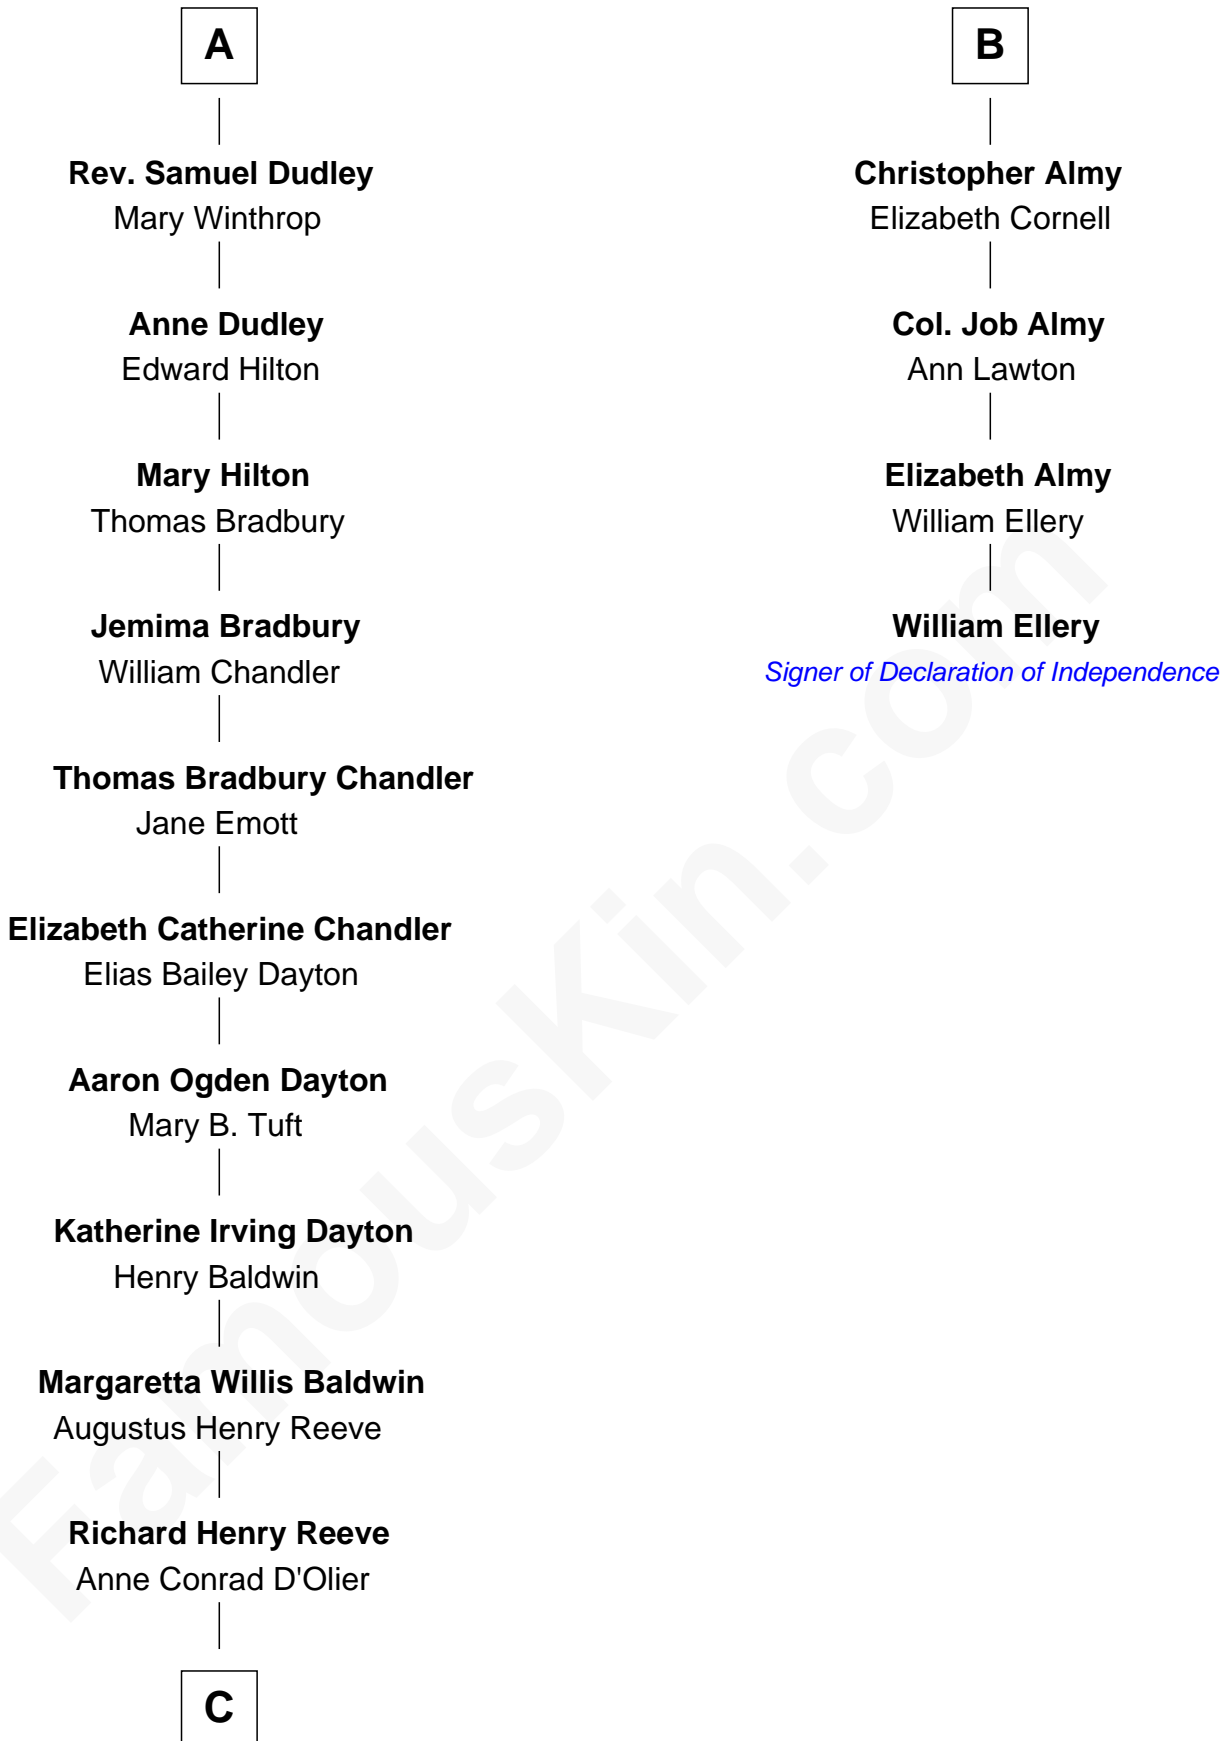 A
Rev. Samuel Dudley
Mary Winthrop
Anne Dudley
Edward Hilton
Mary Hilton
Thomas Bradbury
Jemima Bradbury
William Chandler
Thomas Bradbury Chandler
Jane Emott
Elizabeth Catherine Chandler
Elias Bailey Dayton
Aaron Ogden Dayton
Mary B. Tuft
Katherine Irving Dayton
Henry Baldwin
Margaretta Willis Baldwin
Augustus Henry Reeve
Richard Henry Reeve
Anne Conrad D'Olier
C
B
Christopher Almy
Elizabeth Cornell
Col. Job Almy
Ann Lawton
Elizabeth Almy
William Ellery
William Ellery
Signer of Declaration of Independence
FamousKin.com